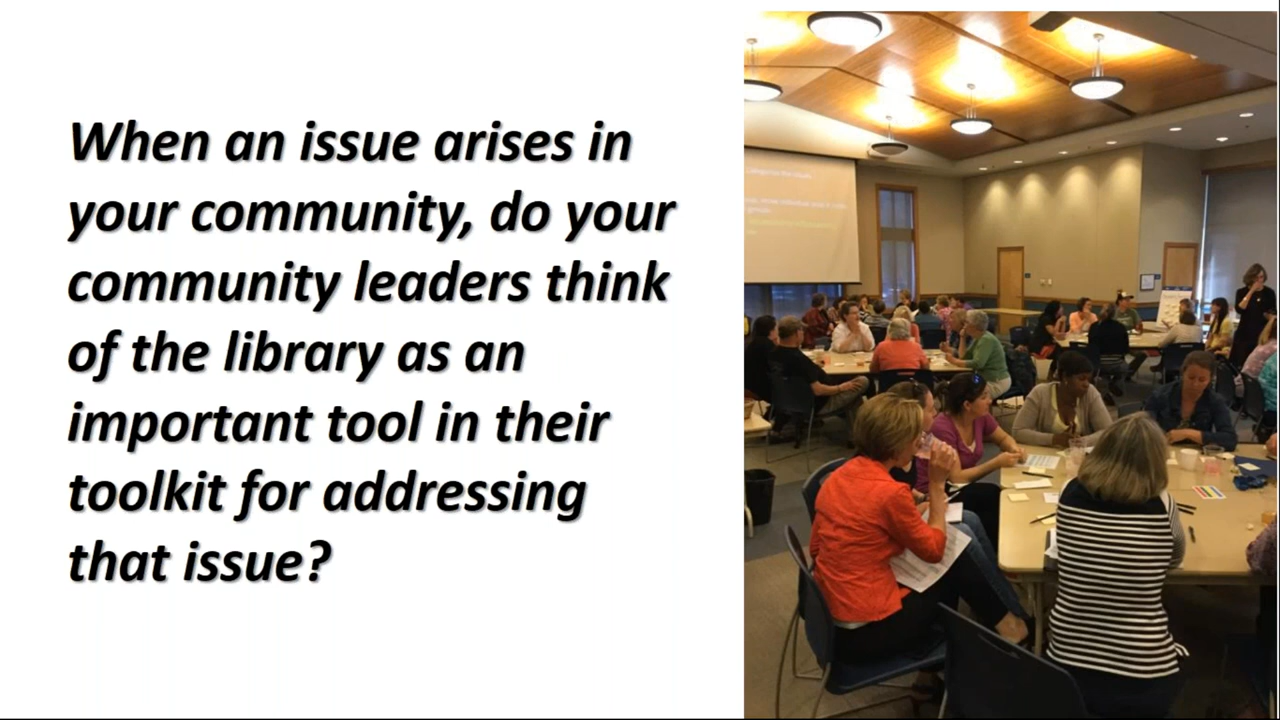 When an issue arises in
your community, do your
community leaders think
of the library as an
important tool in their
toolkit for addressing
that issue?